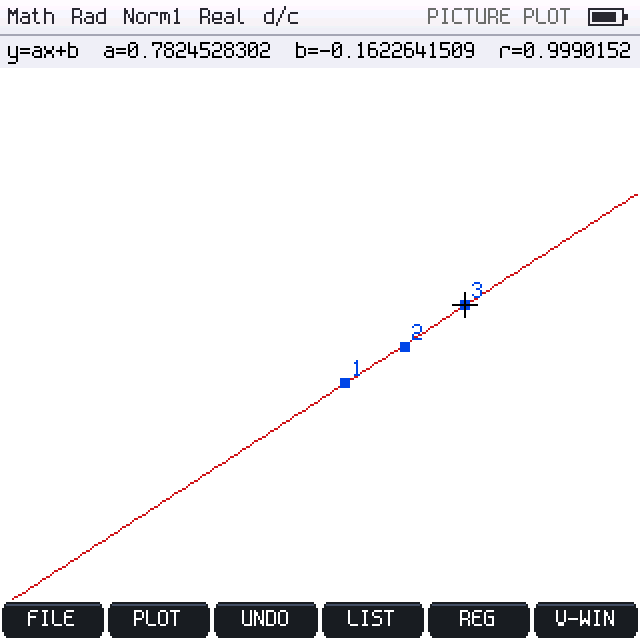 Math Rad Norm1 Real d/c PICTURE PLOT
y=ax+b a=0.7824528302 b=-0.1622641509 r=0.9990152
3
2
1
FILE PLOT UNDO LIST REG V-WIN